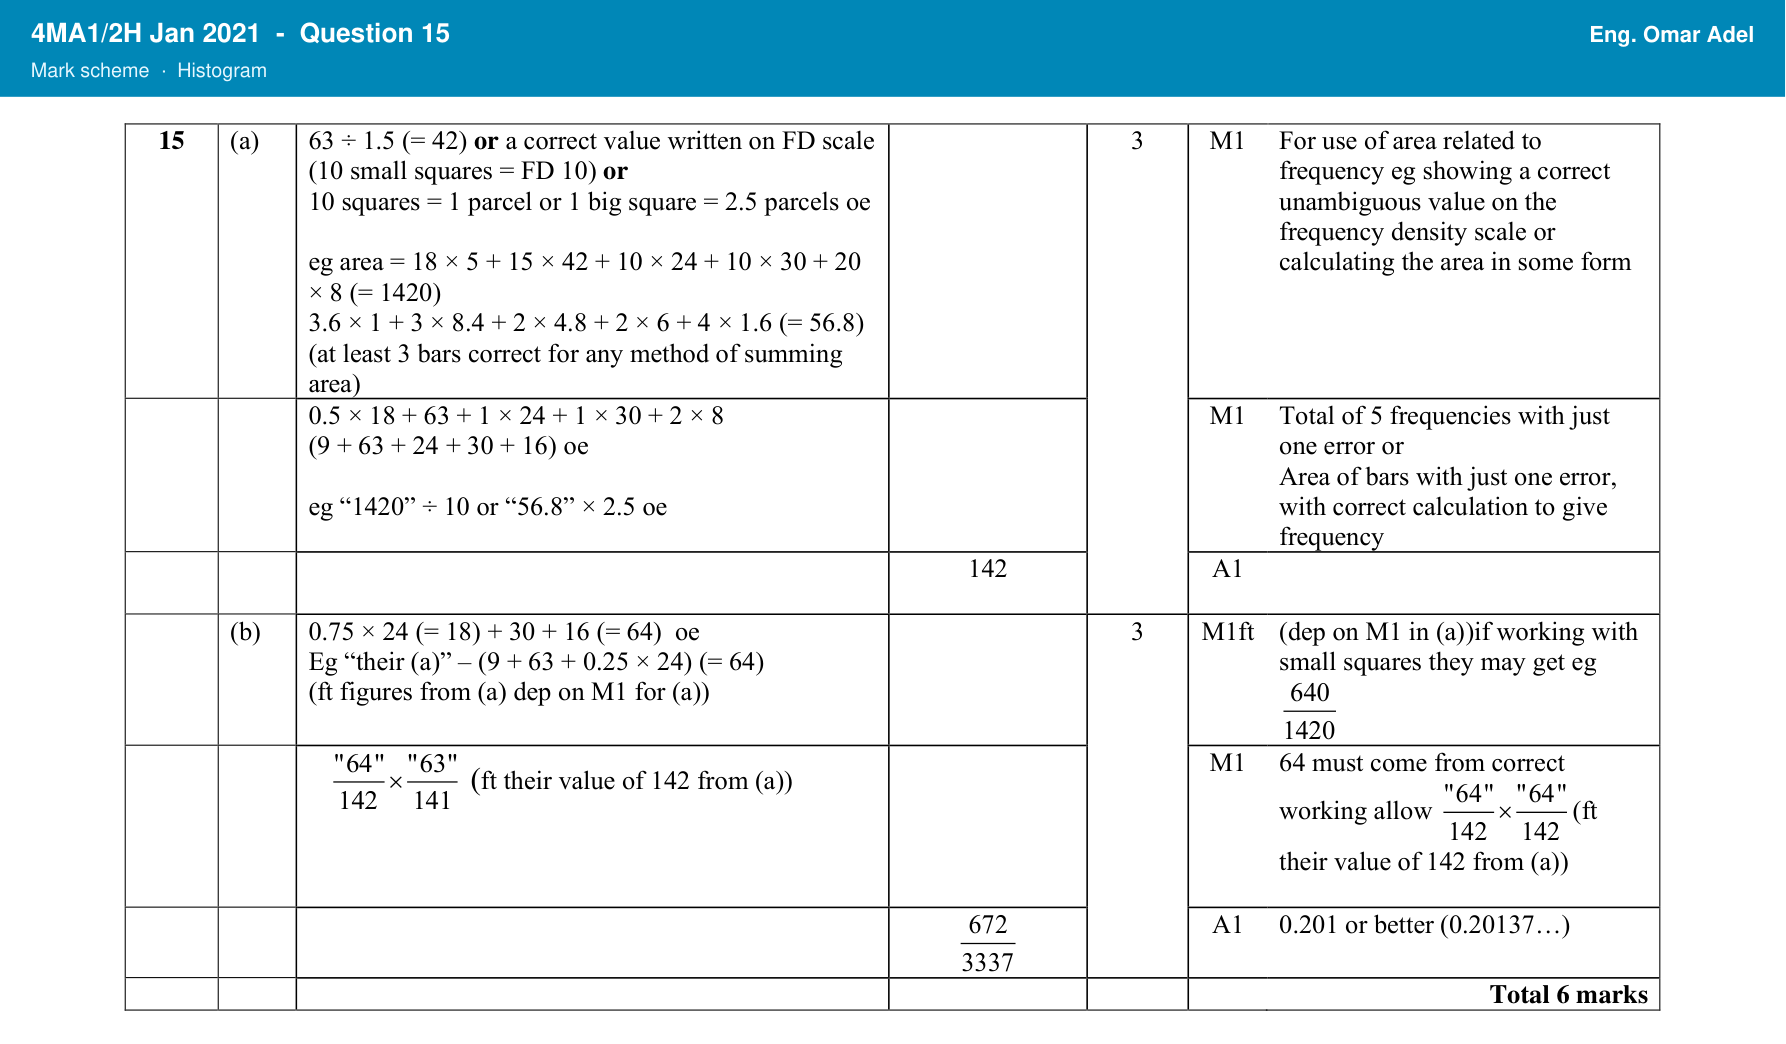 4MA1/2H Jan 2021 - Question 15
Eng. Omar Adel
Mark scheme · Histogram
15 (a) 63 ÷ 1.5 (= 42) or a correct value written on FD scale
(10 small squares = FD 10) or
10 squares = 1 parcel or 1 big square = 2.5 parcels oe
eg area = 18 × 5 + 15 × 42 + 10 × 24 + 10 × 30 + 20
× 8 (= 1420)
3.6 × 1 + 3 × 8.4 + 2 × 4.8 + 2 × 6 + 4 × 1.6 (= 56.8)
(at least 3 bars correct for any method of summing
area)
3
M1 For use of area related to
frequency eg showing a correct
unambiguous value on the
frequency density scale or
calculating the area in some form
0.5 × 18 + 63 + 1 × 24 + 1 × 30 + 2 × 8
(9 + 63 + 24 + 30 + 16) oe
eg “1420” ÷ 10 or “56.8” × 2.5 oe
M1 Total of 5 frequencies with just
one error or
Area of bars with just one error,
with correct calculation to give
frequency
142
A1
(b) 0.75 × 24 (= 18) + 30 + 16 (= 64) oe
Eg “their (a)” – (9 + 63 + 0.25 × 24) (= 64)
(ft figures from (a) dep on M1 for (a))
3
M1ft (dep on M1 in (a))if working with
small squares they may get eg
640
1420
"64"/142 × "63"/141 (ft their value of 142 from (a))
M1 64 must come from correct
working allow "64"/142 × "64"/142 (ft
their value of 142 from (a))
672
3337
A1 0.201 or better (0.20137…)
Total 6 marks